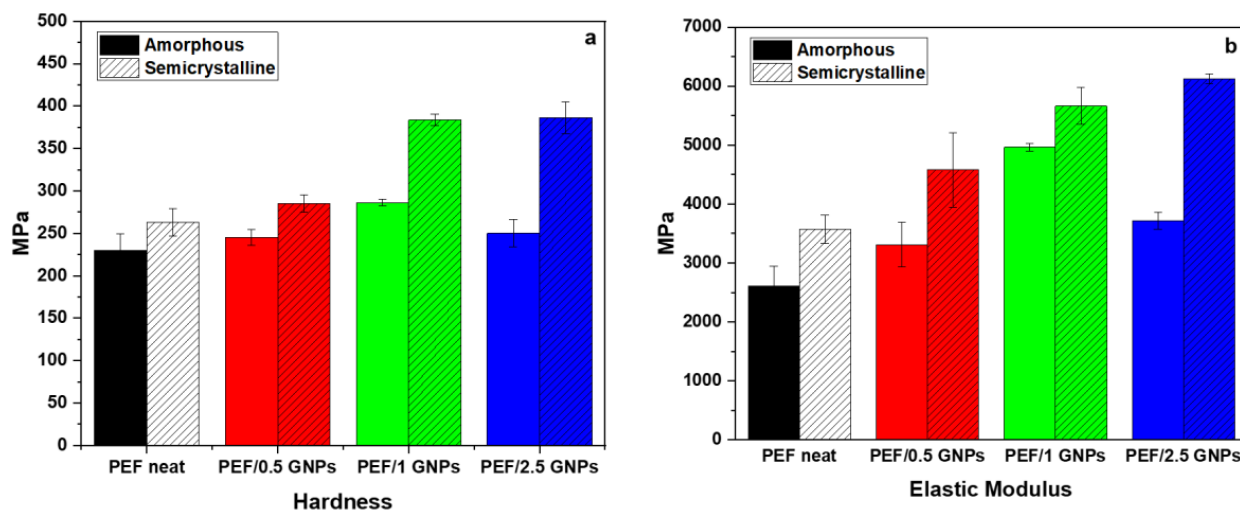 500
450
400
350
300
250
200
150
100
50
0
MPa
Amorphous
Semicrystalline
a
PEF neat PEF/0.5 GNPs PEF/1 GNPs PEF/2.5 GNPs
Hardness
7000
6000
5000
4000
3000
2000
1000
0
MPa
Amorphous
Semicrystalline
b
PEF neat PEF/0.5 GNPs PEF/1 GNPs PEF/2.5 GNPs
Elastic Modulus